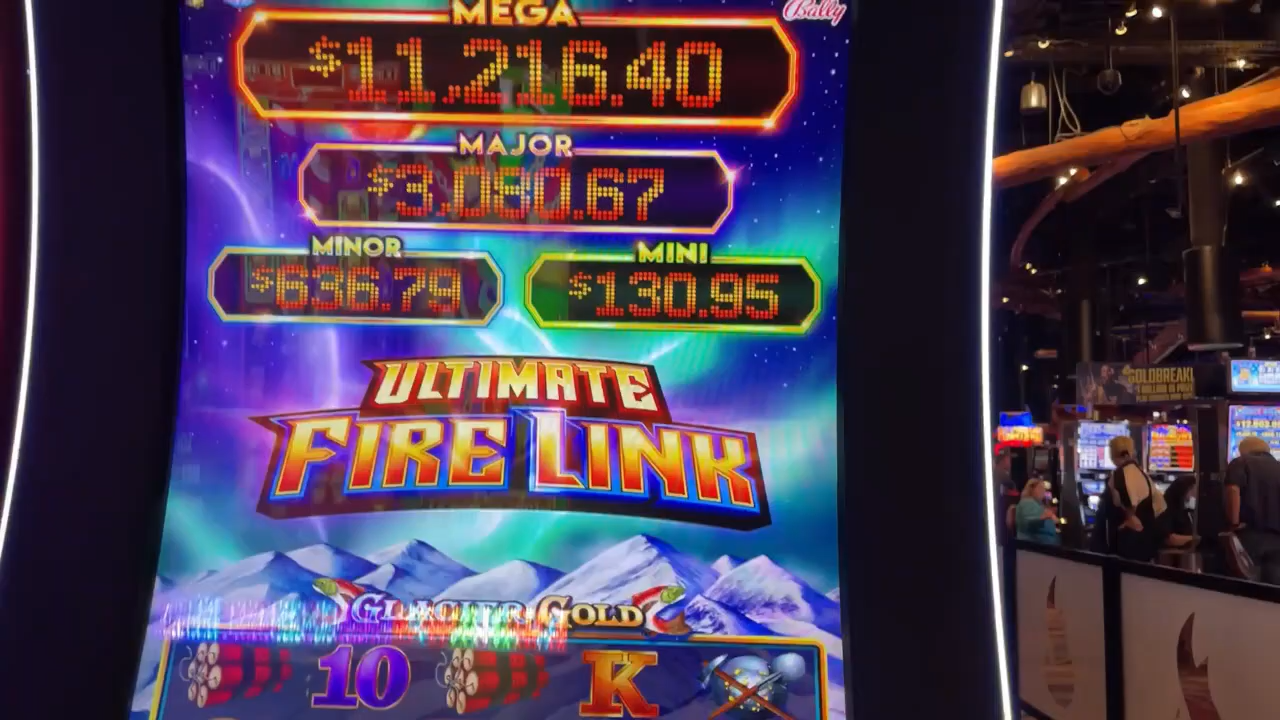 MEGA
Bally
$11,216.40
MAJOR
$3,080.67
MINOR
MINI
$636.79
$130.95
ULTIMATE
FIRE LINK
GLACIER GOLD
10
K